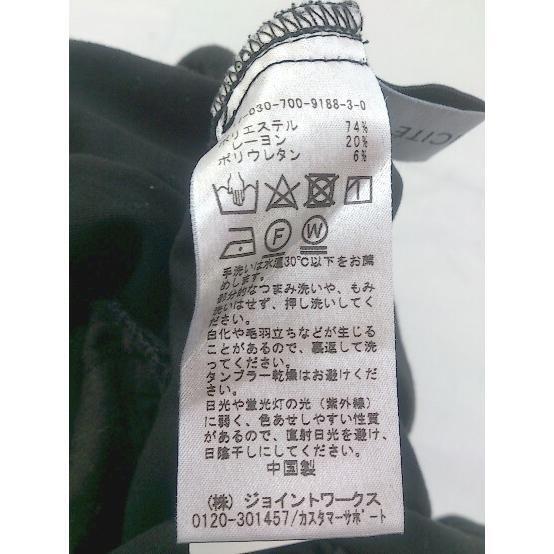 -030-700-9188-3-0
ポリエステル 74%
レーヨン 20%
ポリウレタン 6%
F W
手洗いは水温30℃以下をお薦
めします。
部分的なつまみ洗いや、もみ
洗いはせず、押し洗いしてく
ださい。
白化や毛羽立ちなどが生じる
ことがあるので、裏返して洗
ってください。
タンブラー乾燥はお避けくだ
さい。
日光や蛍光灯の光（紫外線）
に弱く、色あせしやすい性質
があるので、直射日光を避け、
日陰干しにしてください。
中国製
（株）ジョイントワークス
0120-301457/カスタマーサポート
CITE